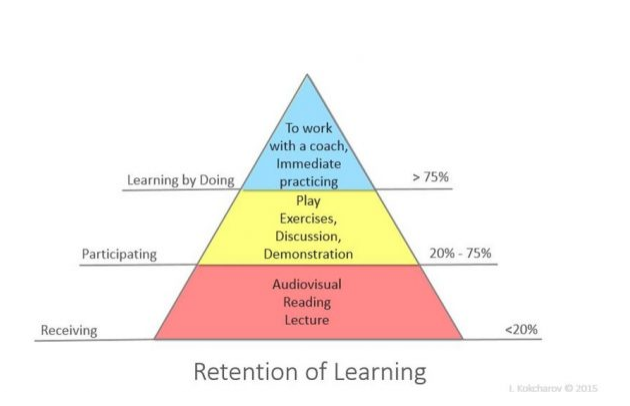 To work
with a coach,
Immediate
practicing
Learning by Doing
> 75%
Play
Exercises,
Discussion,
Demonstration
Participating
20% - 75%
Audiovisual
Reading
Lecture
Receiving
<20%
Retention of Learning
I. Kokcharov © 2015